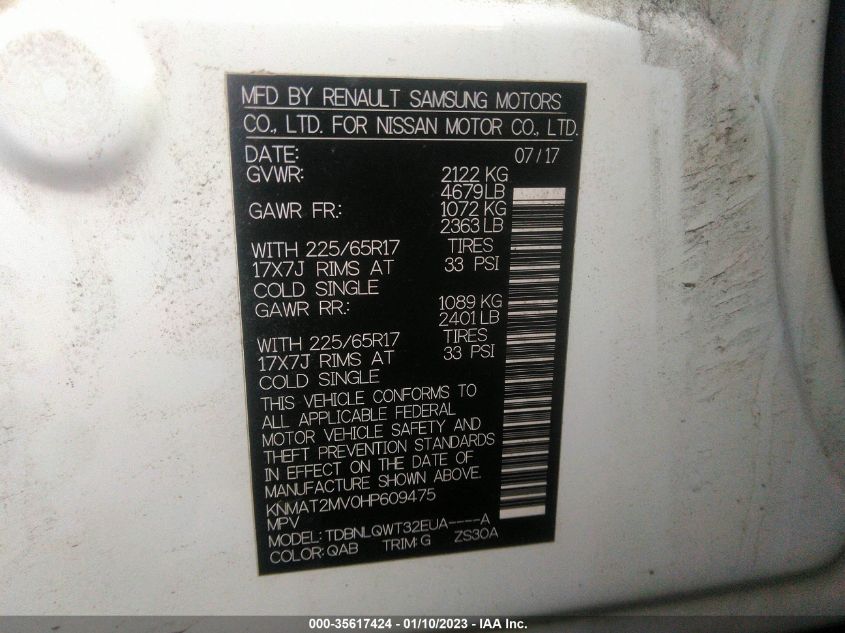 MFD BY RENAULT SAMSUNG MOTORS
CO., LTD. FOR NISSAN MOTOR CO., LTD.
DATE: 07/17
GVWR: 2122 KG
4679 LB
GAWR FR.: 1072 KG
2363 LB
WITH 225/65R17 TIRES
17X7J RIMS AT 33 PSI
COLD SINGLE
GAWR RR.: 1089 KG
2401 LB
WITH 225/65R17 TIRES
17X7J RIMS AT 33 PSI
COLD SINGLE
THIS VEHICLE CONFORMS TO
ALL APPLICABLE FEDERAL
MOTOR VEHICLE SAFETY AND
THEFT PREVENTION STANDARDS
IN EFFECT ON THE DATE OF
MANUFACTURE SHOWN ABOVE.
KNMAT2MV0HP609475
MPV
MODEL: TDBNLQWT32EUA----A
COLOR: QAB TRIM: G ZS30A
000-35617424 - 01/10/2023 - IAA Inc.